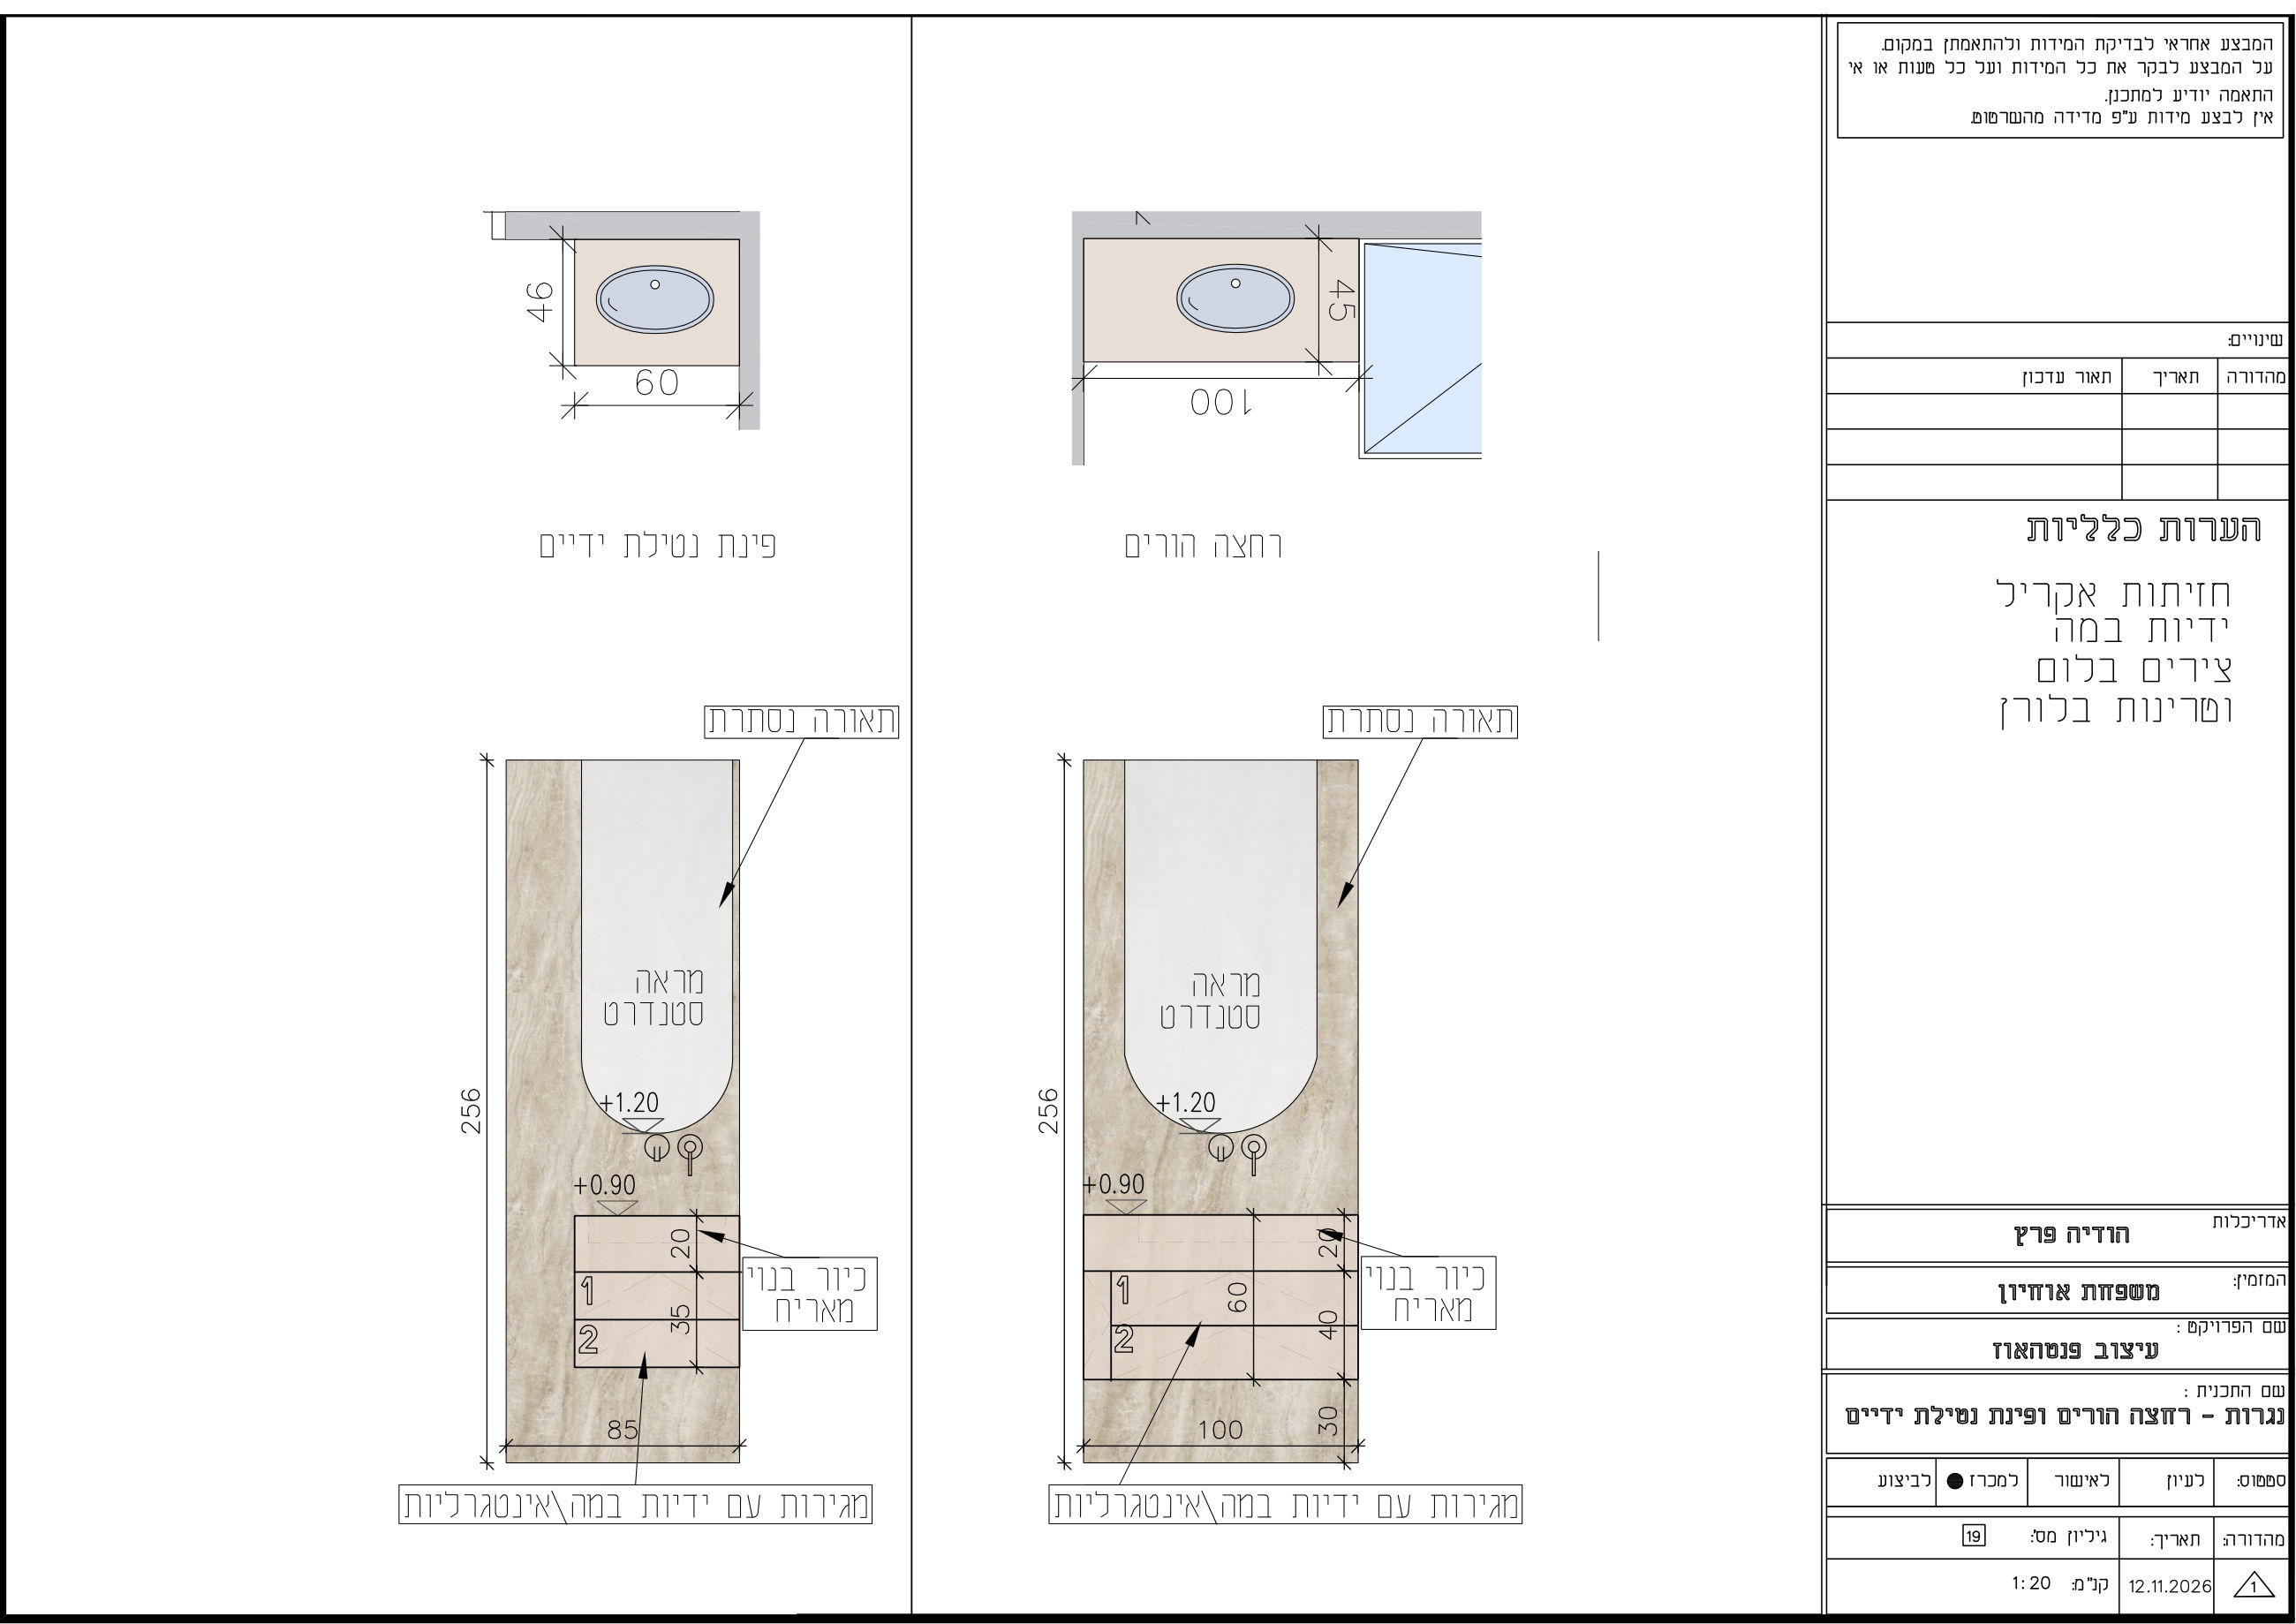 המבצע אחראי לבדיקת המידות ולהתאמתן במקום.
על המבצע לבקר את כל המידות ועל כל טעות או אי
התאמה יודיע למתכנן.
אין לבצע מידות ע"פ מדידה מהשרטוט
שינויים:
מהדורה תאריך תאור עדכון
הערות כלליות
חזיתות אקריל
ידיות במה
צירים בלום
וטרינות בלורן
אדריכלות
הודיה פרץ
המזמין:
משפחת אוחיון
שם הפרויקט :
עיצוב פנטהאוז
שם התכנית :
נגרות - רחצה הורים ופינת נטילת ידיים
סטטוס: לעיון לאישור למכרז לביצוע
מהדורה: תאריך: גיליון מס': 19
1 12.11.2026 קנ"מ: 1:20
45
100
רחצה הורים
תאורה נסתרת
מראה
סטנדרט
256
+1.20
+0.90
20
כיור בנוי
מאריח
1
60
40
2
30
100
מגירות עם ידיות במה\אינטגרליות
46
60
פינת נטילת ידיים
תאורה נסתרת
מראה
סטנדרט
256
+1.20
+0.90
20
כיור בנוי
מאריח
1
35
2
85
מגירות עם ידיות במה\אינטגרליות